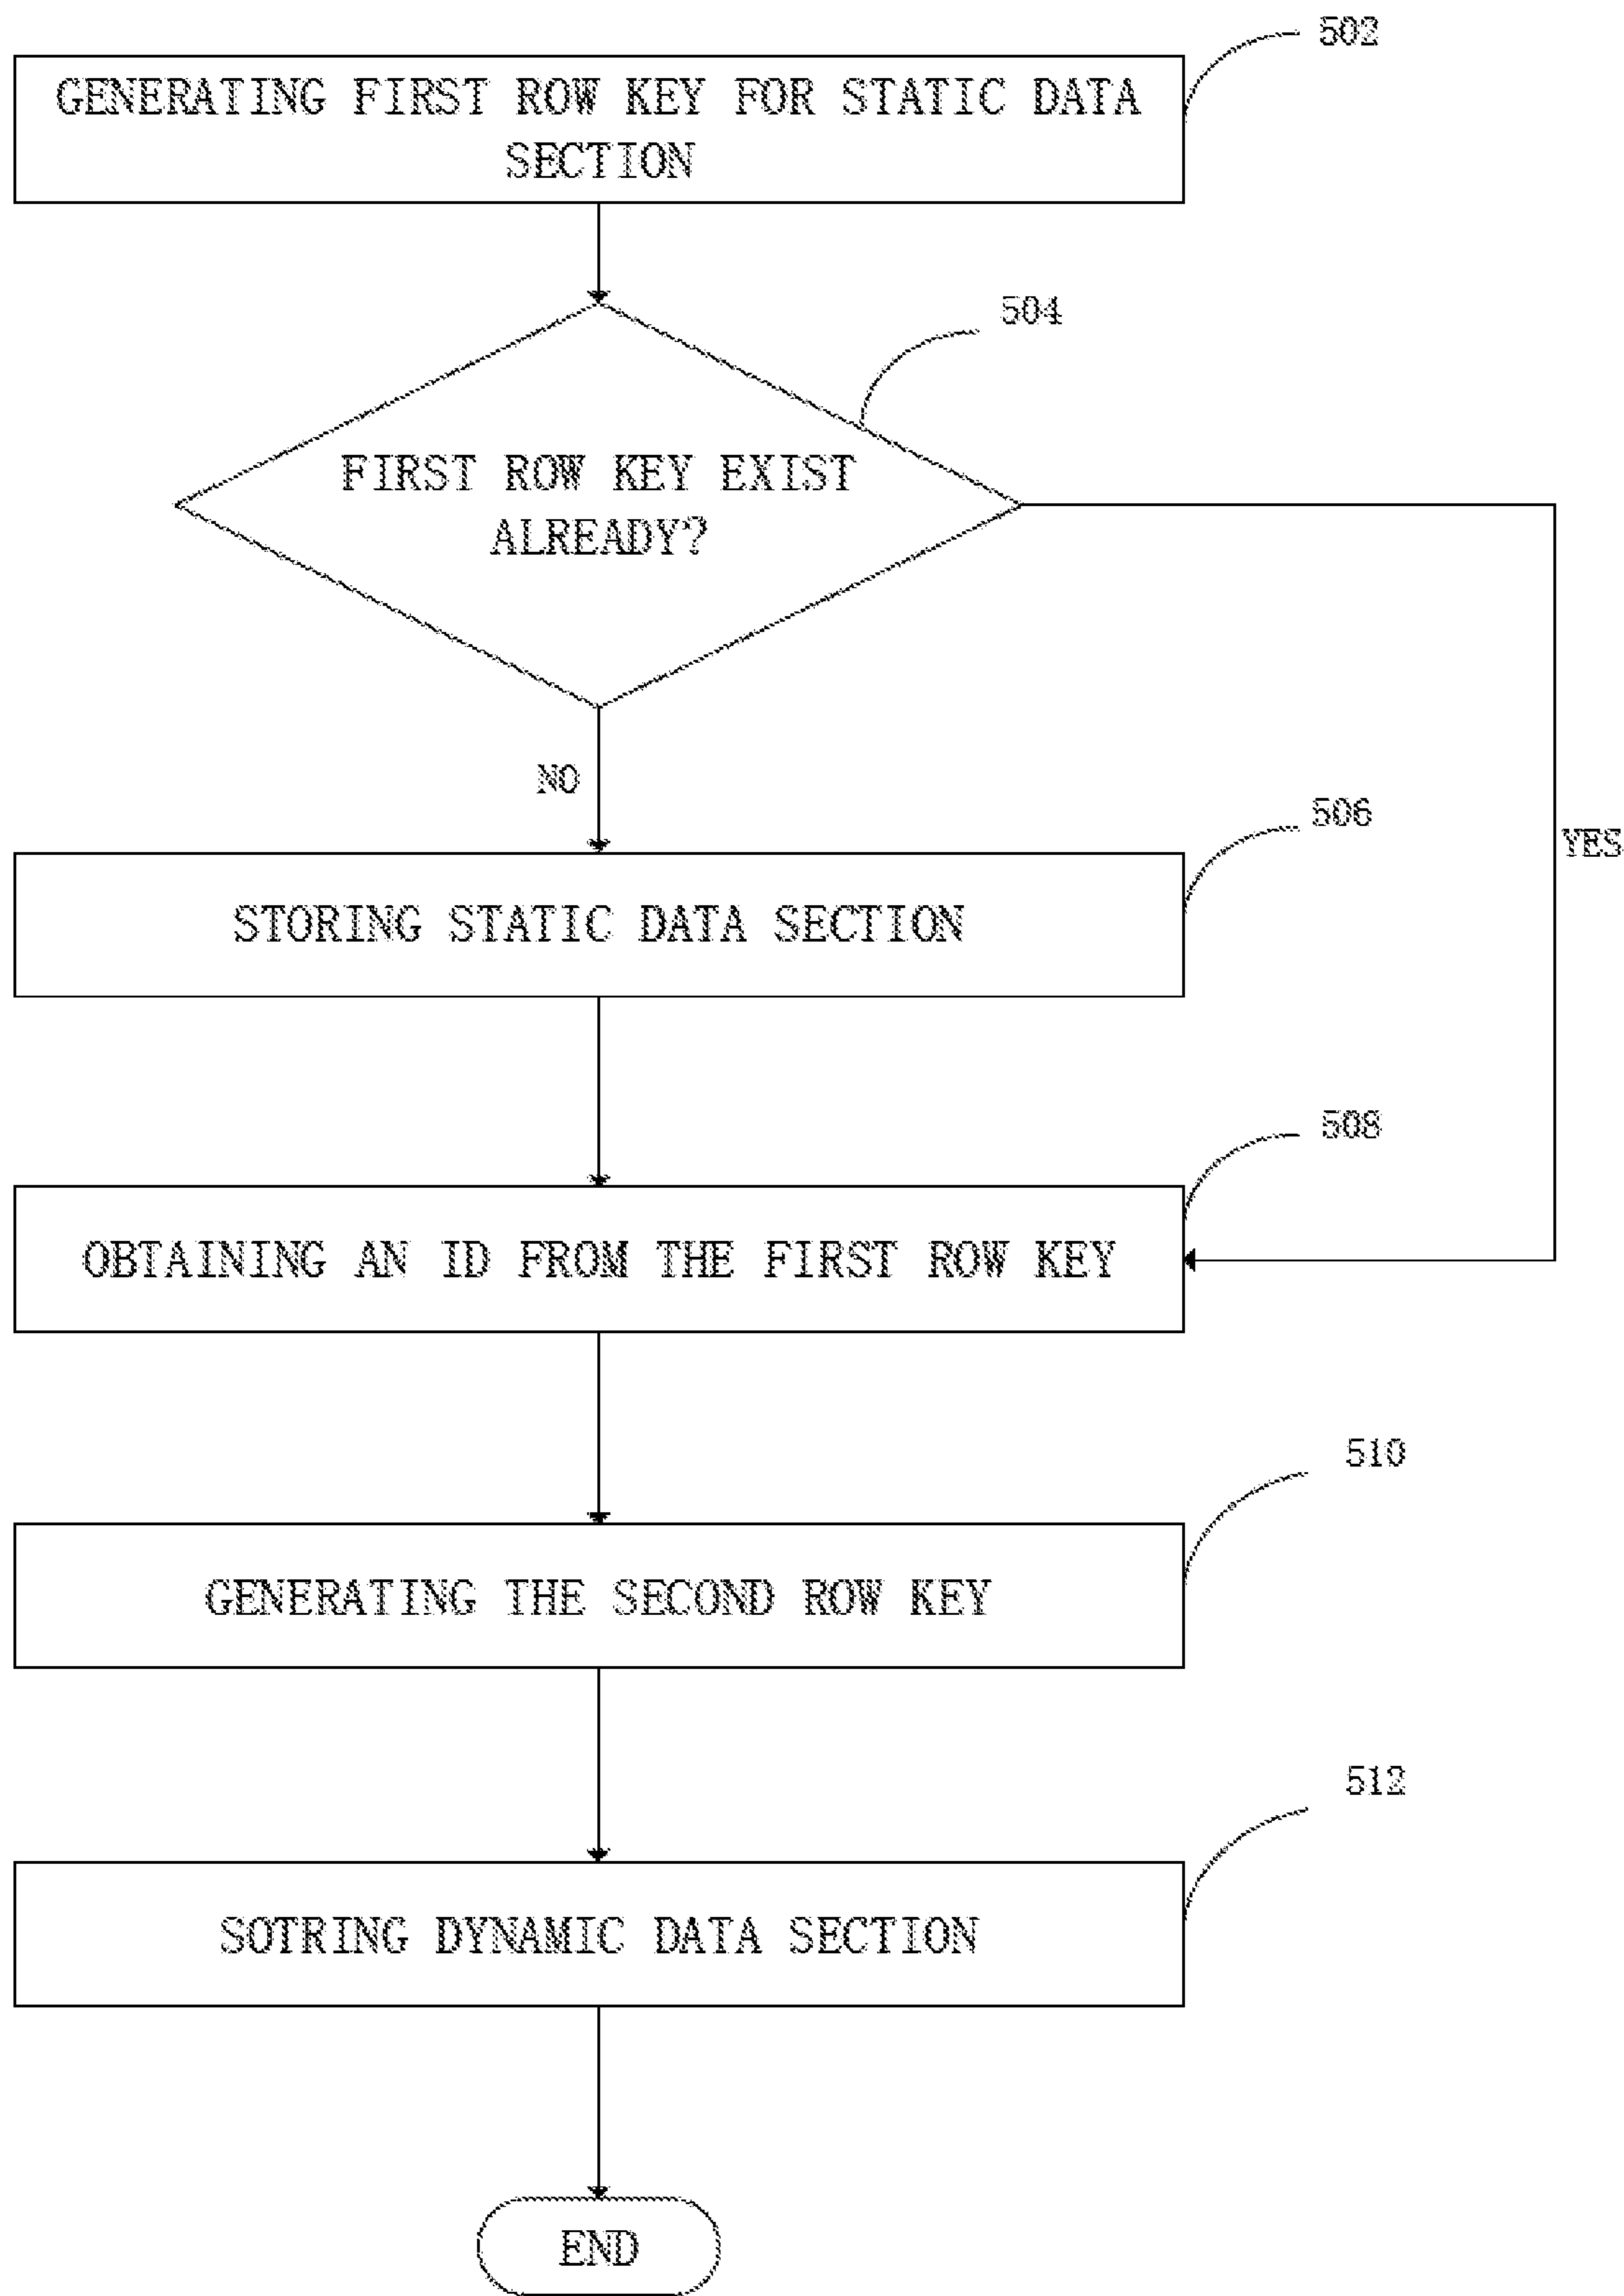 502
GENERATING FIRST ROW KEY FOR STATIC DATA
SECTION
504
FIRST ROW KEY EXIST
ALREADY?
NO
506
YES
STORING STATIC DATA SECTION
508
OBTAINING AN ID FROM THE FIRST ROW KEY
510
GENERATING THE SECOND ROW KEY
512
SOTRING DYNAMIC DATA SECTION
END